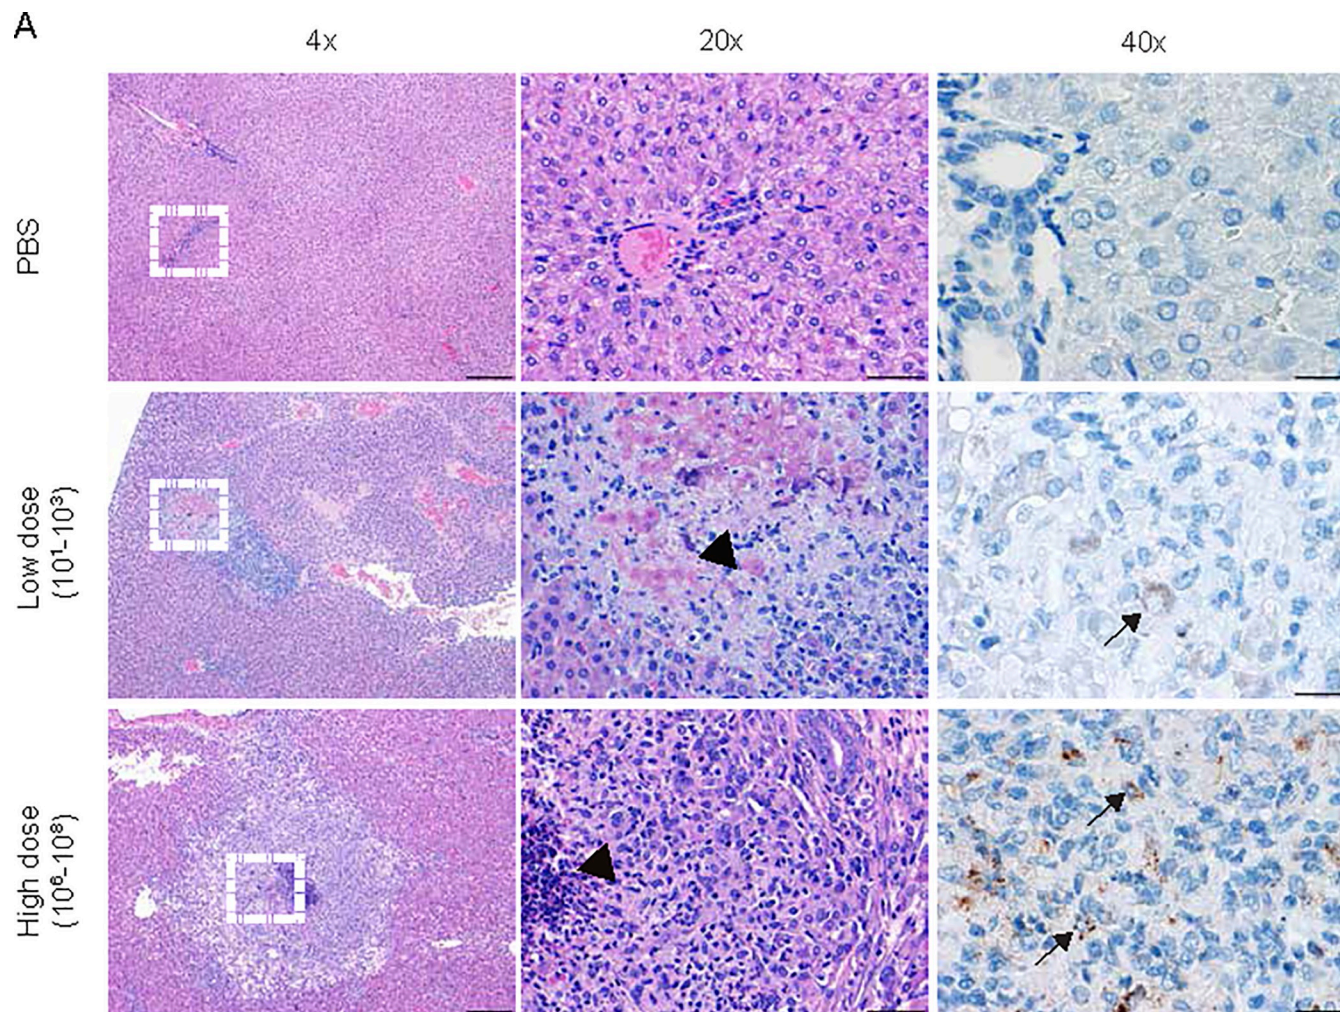 A
4x 20x 40x
PBS
Low dose
(10¹-10³)
High dose
(10⁶-10⁸)